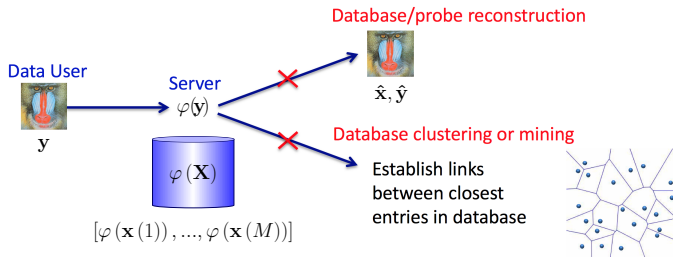 Database/probe reconstruction
Data User
Server
φ(y)
y
x̂, ŷ
Database clustering or mining
φ (X)
Establish links
between closest
entries in database
[φ (x (1)) , ..., φ (x (M))]